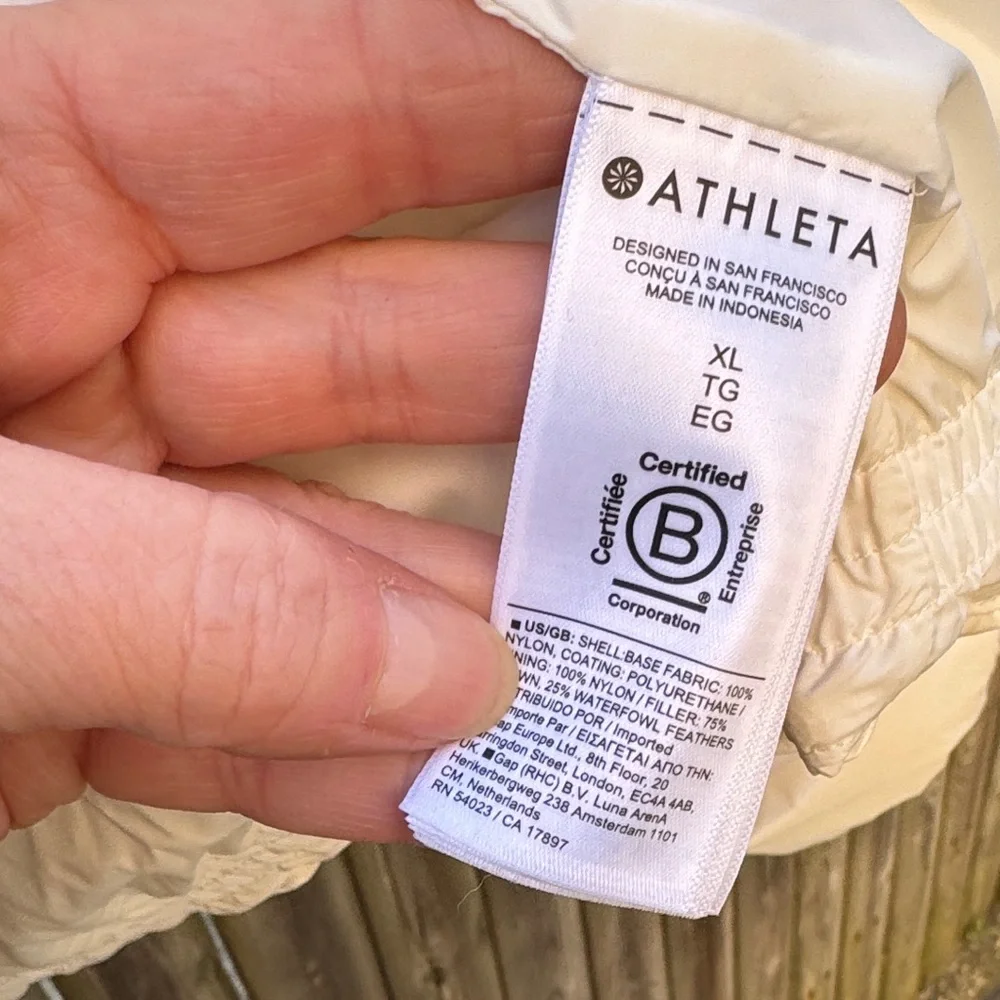 ATHLETA
DESIGNED IN SAN FRANCISCO
CONÇU À SAN FRANCISCO
MADE IN INDONESIA
XL
TG
EG
Certified
Certifiée
B
Entreprise
®
Corporation
■ US/GB: SHELL:BASE FABRIC: 100%
NYLON, COATING: POLYURETHANE /
100% NYLON / FILLER: 75%
25% WATERFOWL FEATHERS
POR / Imported
Par / ΕΙΣΑΓΕΤΑΙ ΑΠΟ ΤΗΝ:
Europe Ltd., 8th Floor, 20
Street, London, EC4A 4AB,
UK. ■Gap (RHC) B.V. Luna ArenA
Herikerbergweg 238 Amsterdam 1101
CM, Netherlands
RN 54023 / CA 17897